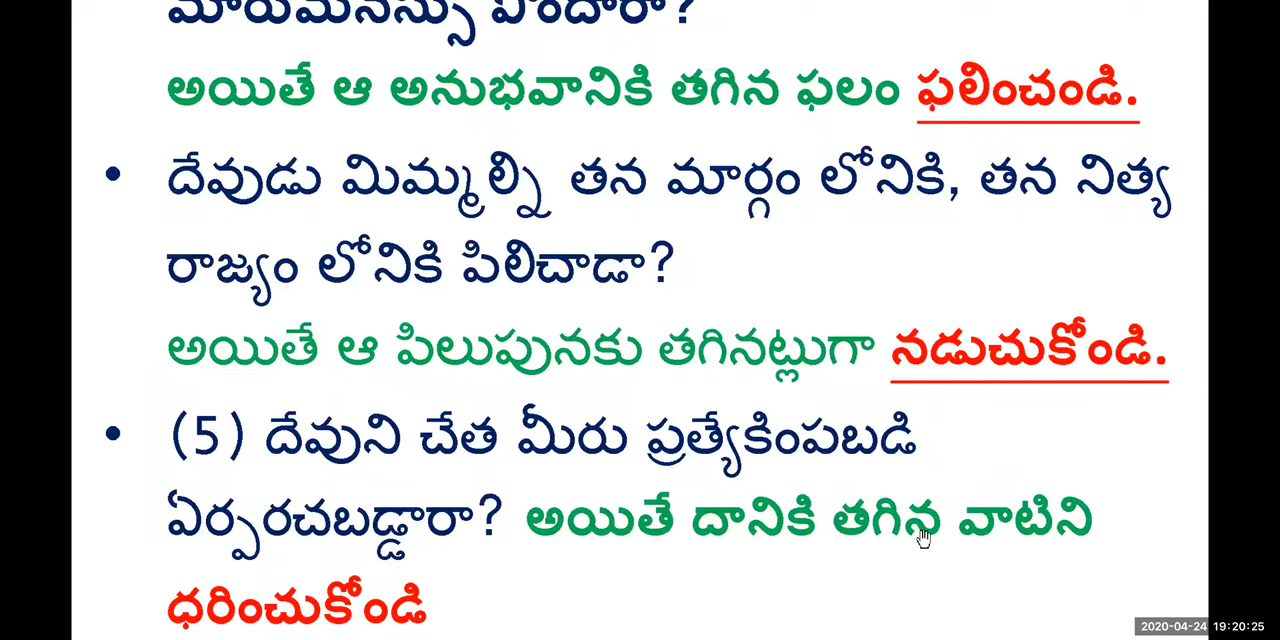 మారుమనస్సు పొందారా?
అయితే ఆ అనుభవానికి తగిన ఫలం ఫలించండి.
• దేవుడు మిమ్మల్ని తన మార్గం లోనికి, తన నిత్య
రాజ్యం లోనికి పిలిచాడా?
అయితే ఆ పిలుపునకు తగినట్లుగా నడుచుకోండి.
• (5) దేవుని చేత మీరు ప్రత్యేకింపబడి
ఏర్పరచబడ్డారా? అయితే దానికి తగిన వాటిని
ధరించుకోండి
2020-04-24 19:20:25